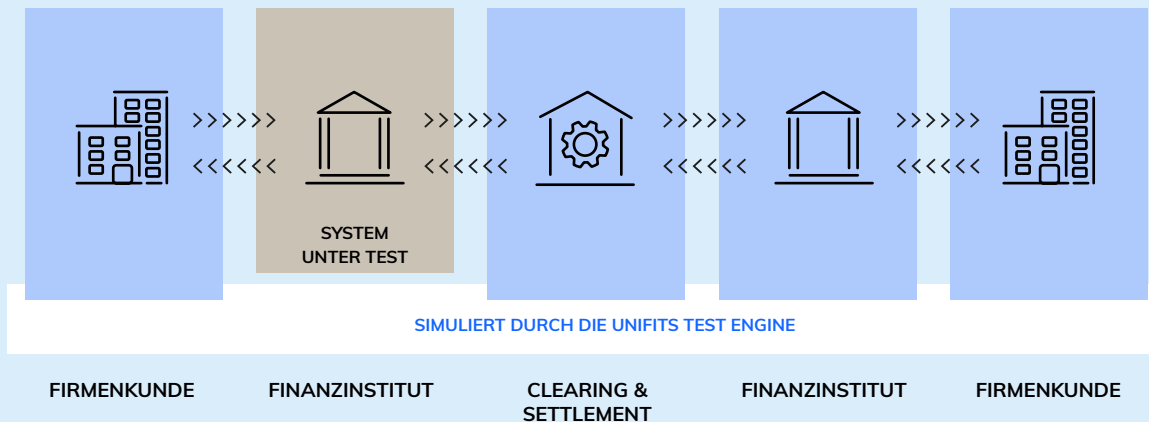 SYSTEM
UNTER TEST
SIMULIERT DURCH DIE UNIFITS TEST ENGINE
FIRMENKUNDE
FINANZINSTITUT
CLEARING &
SETTLEMENT
FINANZINSTITUT
FIRMENKUNDE